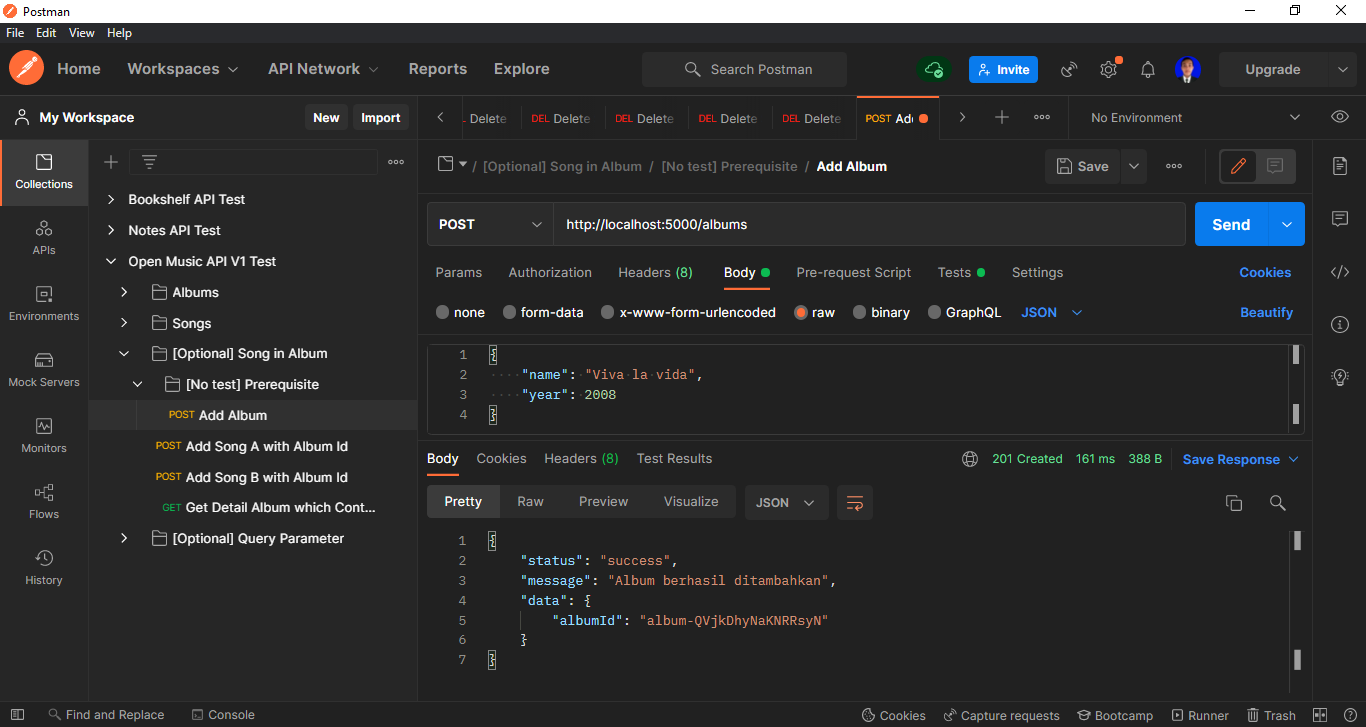 Postman
File Edit View Help
Home Workspaces API Network Reports Explore Search Postman Invite Upgrade
My Workspace New Import
Delete DEL Delete DEL Delete DEL Delete DEL Delete POST Ad No Environment
Collections
APIs
Environments
Mock Servers
Monitors
Flows
History
Bookshelf API Test
Notes API Test
Open Music API V1 Test
Albums
Songs
[Optional] Song in Album
[No test] Prerequisite
POST Add Album
POST Add Song A with Album Id
POST Add Song B with Album Id
GET Get Detail Album which Cont...
[Optional] Query Parameter
/ [Optional] Song in Album / [No test] Prerequisite / Add Album Save
POST http://localhost:5000/albums Send
Params Authorization Headers (8) Body Pre-request Script Tests Settings Cookies
none form-data x-www-form-urlencoded raw binary GraphQL JSON Beautify
1 {
2 "name": "Viva la vida",
3 "year": 2008
4 }
Body Cookies Headers (8) Test Results 201 Created 161 ms 388 B Save Response
Pretty Raw Preview Visualize JSON
1 {
2 "status": "success",
3 "message": "Album berhasil ditambahkan",
4 "data": {
5 "albumId": "album-QVjkDhyNaKNRRsyN"
6 }
7 }
Find and Replace Console Cookies Capture requests Bootcamp Runner Trash